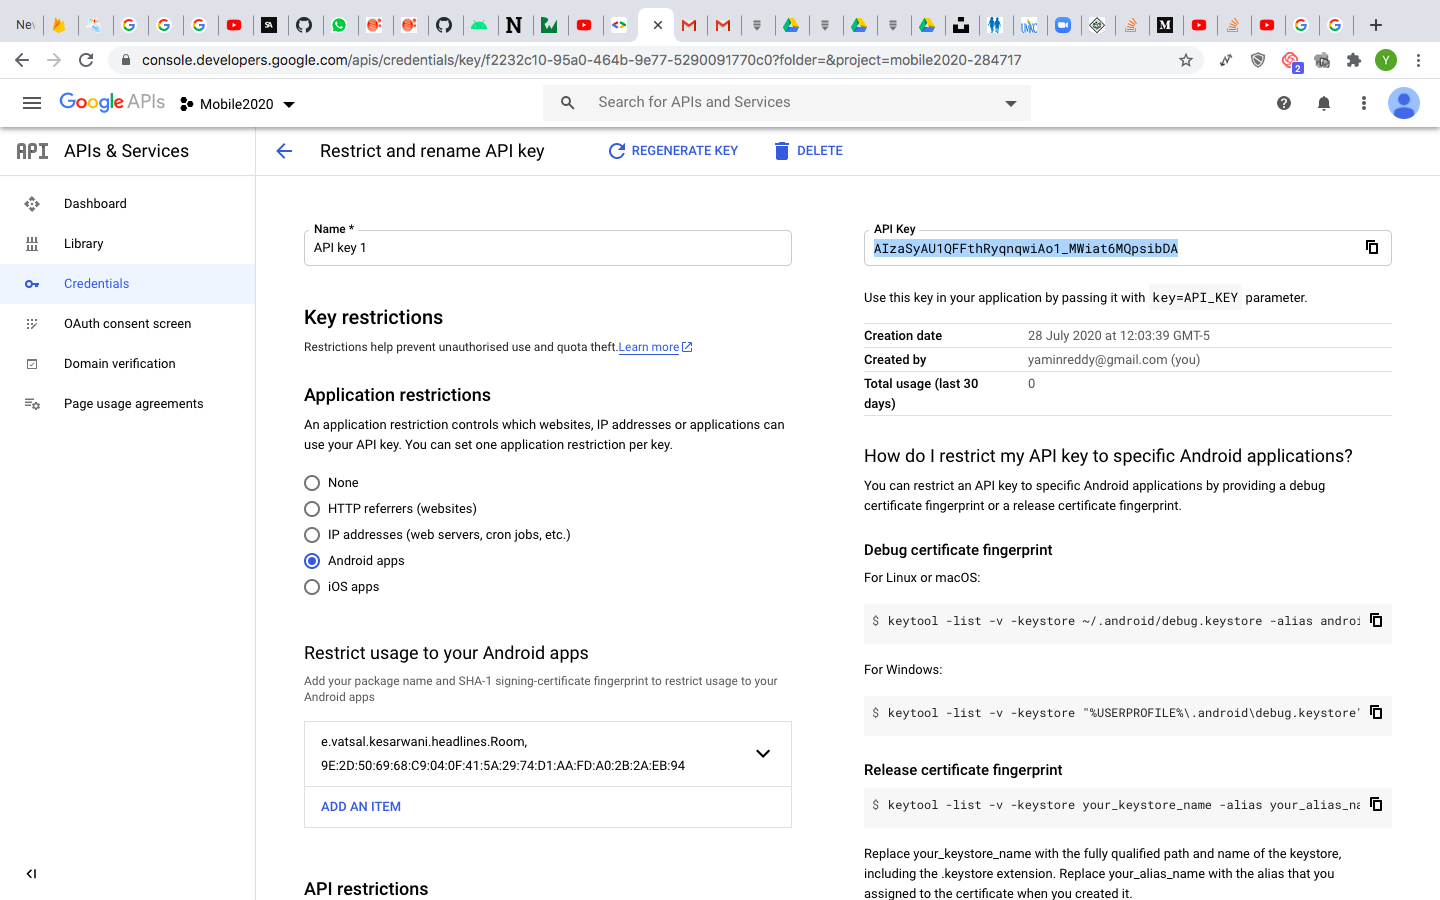 New
console.developers.google.com/apis/credentials/key/f2232c10-95a0-464b-9e77-5290091770c0?folder=&project=mobile2020-284717
2
Y
Google APIs
Mobile2020
Search for APIs and Services
API APIs & Services
Restrict and rename API key
REGENERATE KEY
DELETE
Dashboard
Library
Credentials
OAuth consent screen
Domain verification
Page usage agreements
Name *
API key 1
Key restrictions
Restrictions help prevent unauthorised use and quota theft. Learn more
Application restrictions
An application restriction controls which websites, IP addresses or applications can
use your API key. You can set one application restriction per key.
None
HTTP referrers (websites)
IP addresses (web servers, cron jobs, etc.)
Android apps
iOS apps
Restrict usage to your Android apps
Add your package name and SHA-1 signing-certificate fingerprint to restrict usage to your
Android apps
e.vatsal.kesarwani.headlines.Room,
9E:2D:50:69:68:C9:04:0F:41:5A:29:74:D1:AA:FD:A0:2B:2A:EB:94
ADD AN ITEM
API restrictions
API Key
AIzaSyAU1QFFthRyqnqwiAo1_MWiat6MQpsibDA
Use this key in your application by passing it with key=API_KEY parameter.
Creation date 28 July 2020 at 12:03:39 GMT-5
Created by yaminreddy@gmail.com (you)
Total usage (last 30 0
days)
How do I restrict my API key to specific Android applications?
You can restrict an API key to specific Android applications by providing a debug
certificate fingerprint or a release certificate fingerprint.
Debug certificate fingerprint
For Linux or macOS:
$ keytool -list -v -keystore ~/.android/debug.keystore -alias androi
For Windows:
$ keytool -list -v -keystore "%USERPROFILE%\.android\debug.keystore"
Release certificate fingerprint
$ keytool -list -v -keystore your_keystore_name -alias your_alias_na
Replace your_keystore_name with the fully qualified path and name of the keystore,
including the .keystore extension. Replace your_alias_name with the alias that you
assigned to the certificate when you created it.